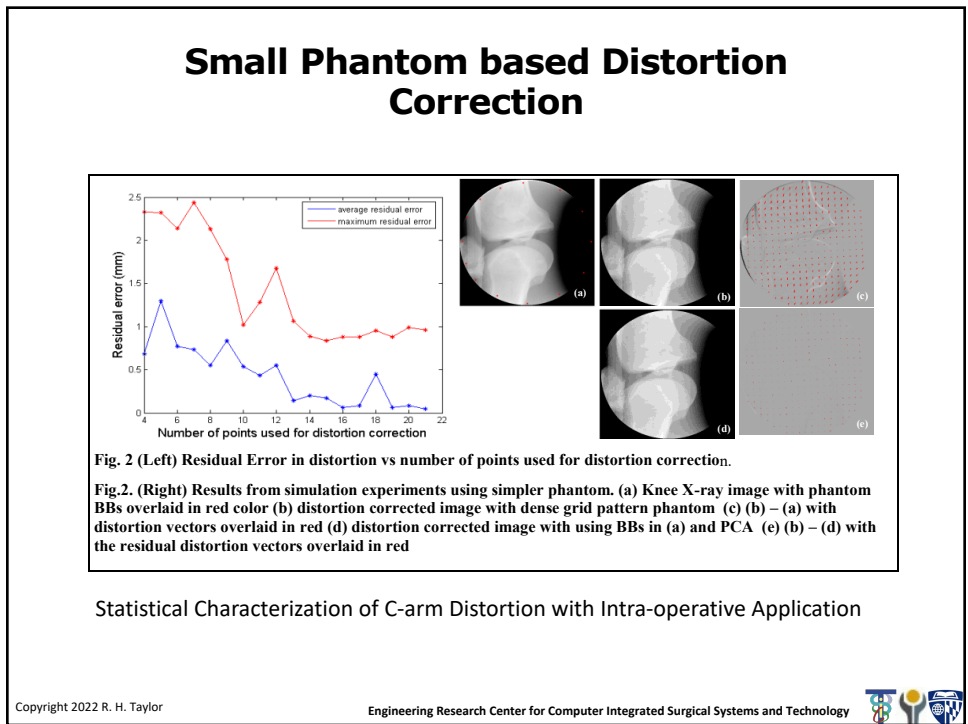 Small Phantom based Distortion
Correction
2.5
2
1.5
1
0.5
0
Residual error (mm)
average residual error
maximum residual error
4 6 8 10 12 14 16 18 20 22
Number of points used for distortion correction
(a)
(b)
(c)
(d)
(e)
Fig. 2 (Left) Residual Error in distortion vs number of points used for distortion correction.
Fig.2. (Right) Results from simulation experiments using simpler phantom. (a) Knee X-ray image with phantom
BBs overlaid in red color (b) distortion corrected image with dense grid pattern phantom (c) (b) – (a) with
distortion vectors overlaid in red (d) distortion corrected image with using BBs in (a) and PCA (e) (b) – (d) with
the residual distortion vectors overlaid in red
Statistical Characterization of C-arm Distortion with Intra-operative Application
Copyright 2022 R. H. Taylor
Engineering Research Center for Computer Integrated Surgical Systems and Technology